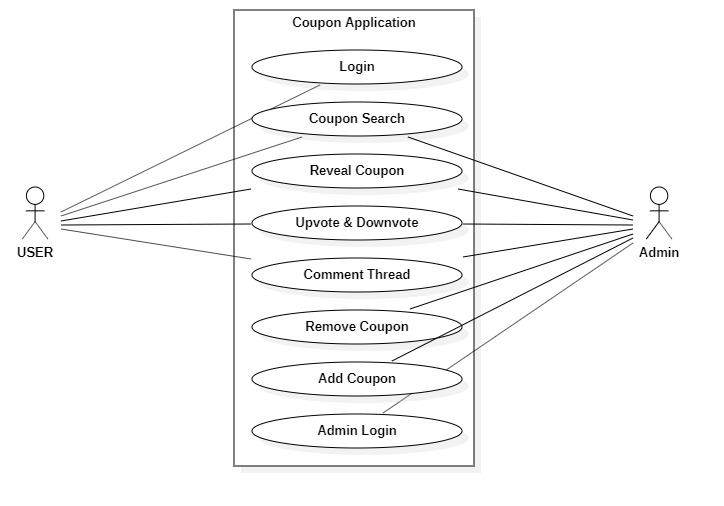 Coupon Application
Login
Coupon Search
Reveal Coupon
Upvote & Downvote
Comment Thread
Remove Coupon
Add Coupon
Admin Login
USER
Admin